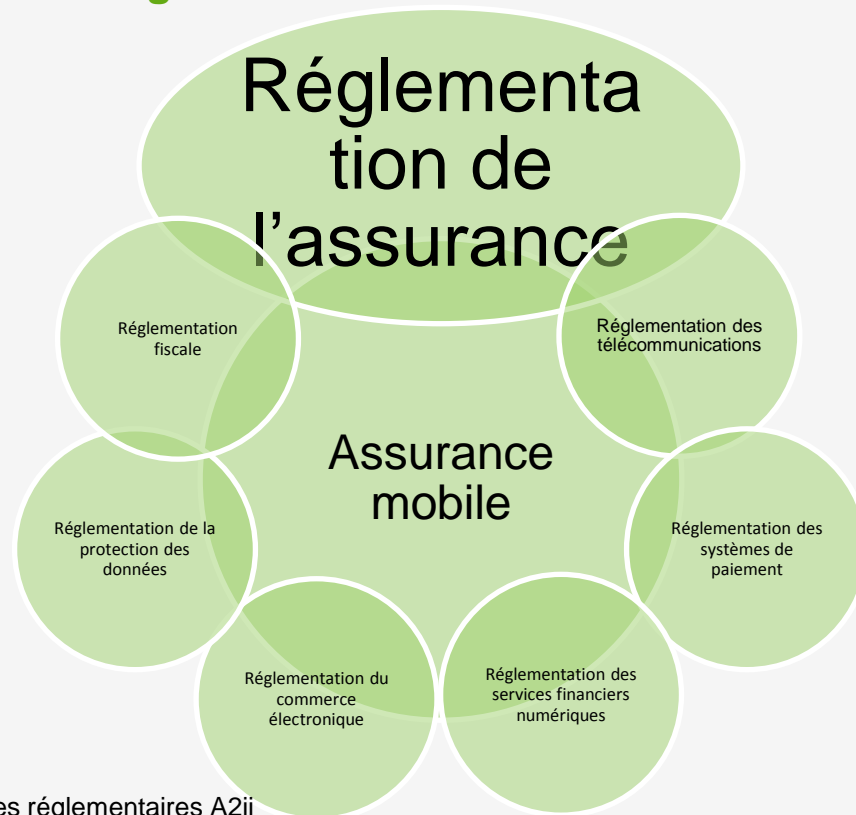 Réglementa
tion de
l’assurance
Réglementation
fiscale
Réglementation des
télécommunications
Assurance
mobile
Réglementation de la
protection des
données
Réglementation des
systèmes de
paiement
Réglementation du
commerce
électronique
Réglementation des
services financiers
numériques
es réglementaires A2ii